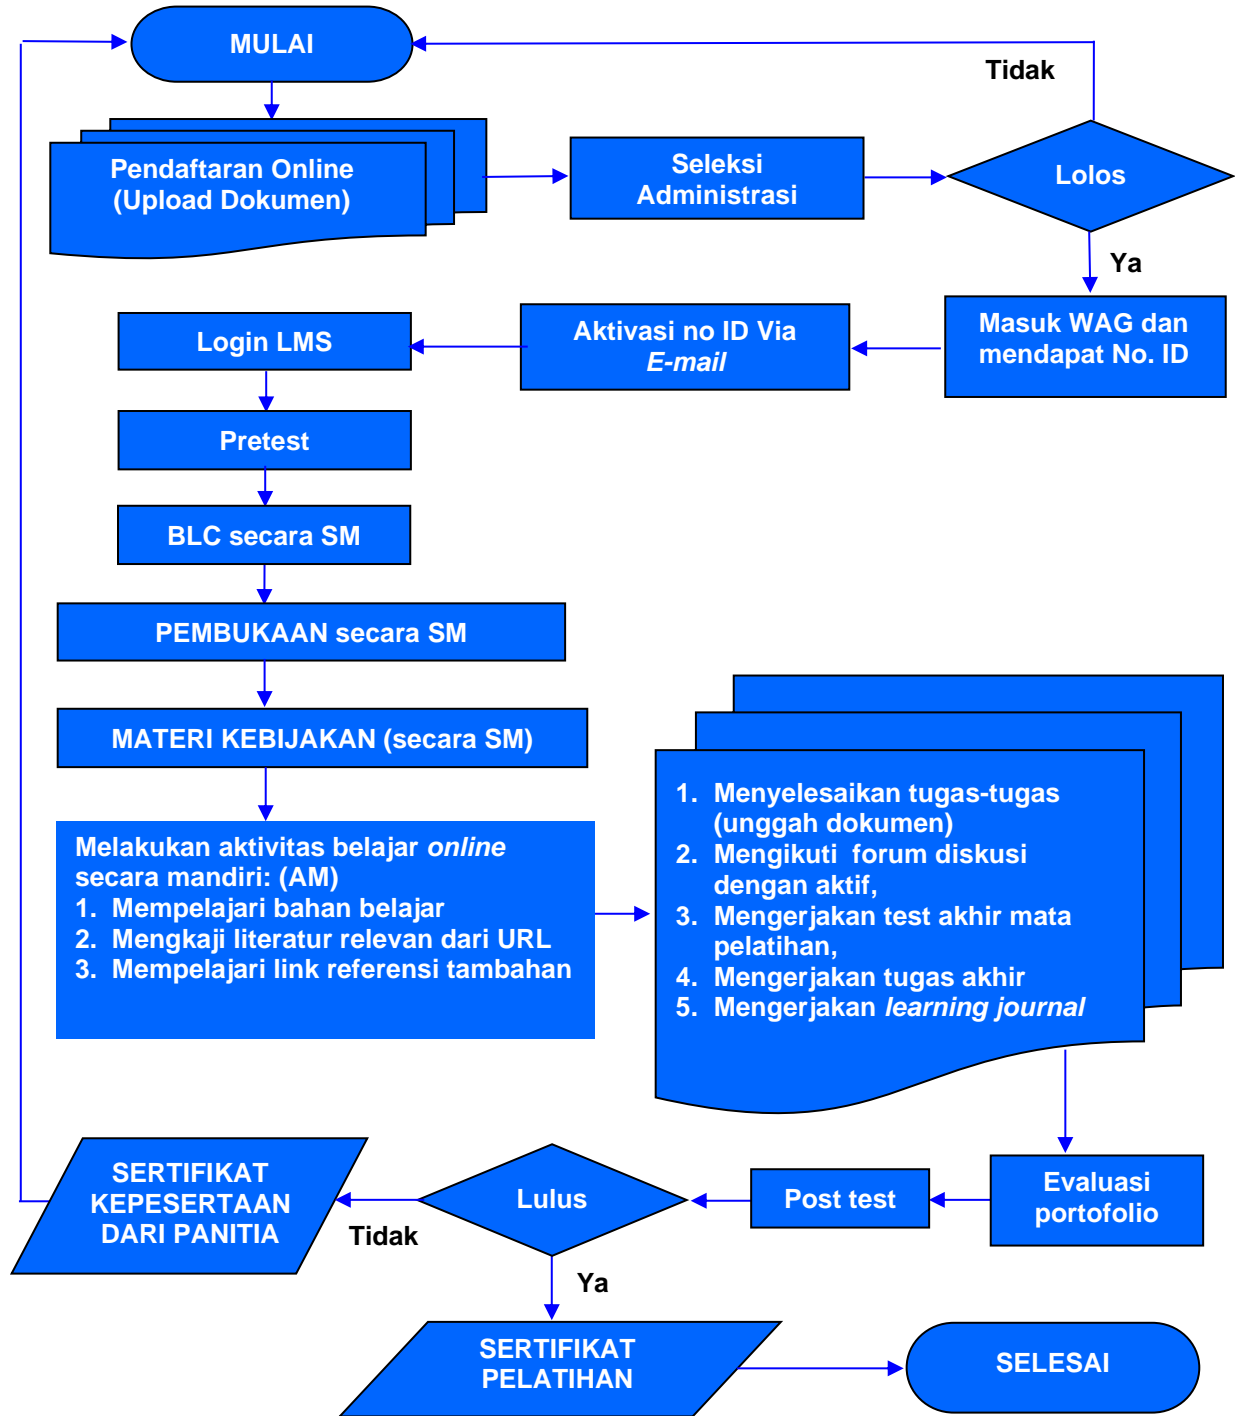 MULAI
Tidak
Pendaftaran Online
(Upload Dokumen)
Seleksi
Administrasi
Lolos
Ya
Masuk WAG dan
mendapat No. ID
Aktivasi no ID Via
E-mail
Login LMS
Pretest
BLC secara SM
PEMBUKAAN secara SM
MATERI KEBIJAKAN (secara SM)
Melakukan aktivitas belajar online
secara mandiri: (AM)
1. Mempelajari bahan belajar
2. Mengkaji literatur relevan dari URL
3. Mempelajari link referensi tambahan
1. Menyelesaikan tugas-tugas
(unggah dokumen)
2. Mengikuti forum diskusi
dengan aktif,
3. Mengerjakan test akhir mata
pelatihan,
4. Mengerjakan tugas akhir
5. Mengerjakan learning journal
Evaluasi
portofolio
Post test
Lulus
Tidak
SERTIFIKAT
KEPESERTAAN
DARI PANITIA
Ya
SERTIFIKAT
PELATIHAN
SELESAI